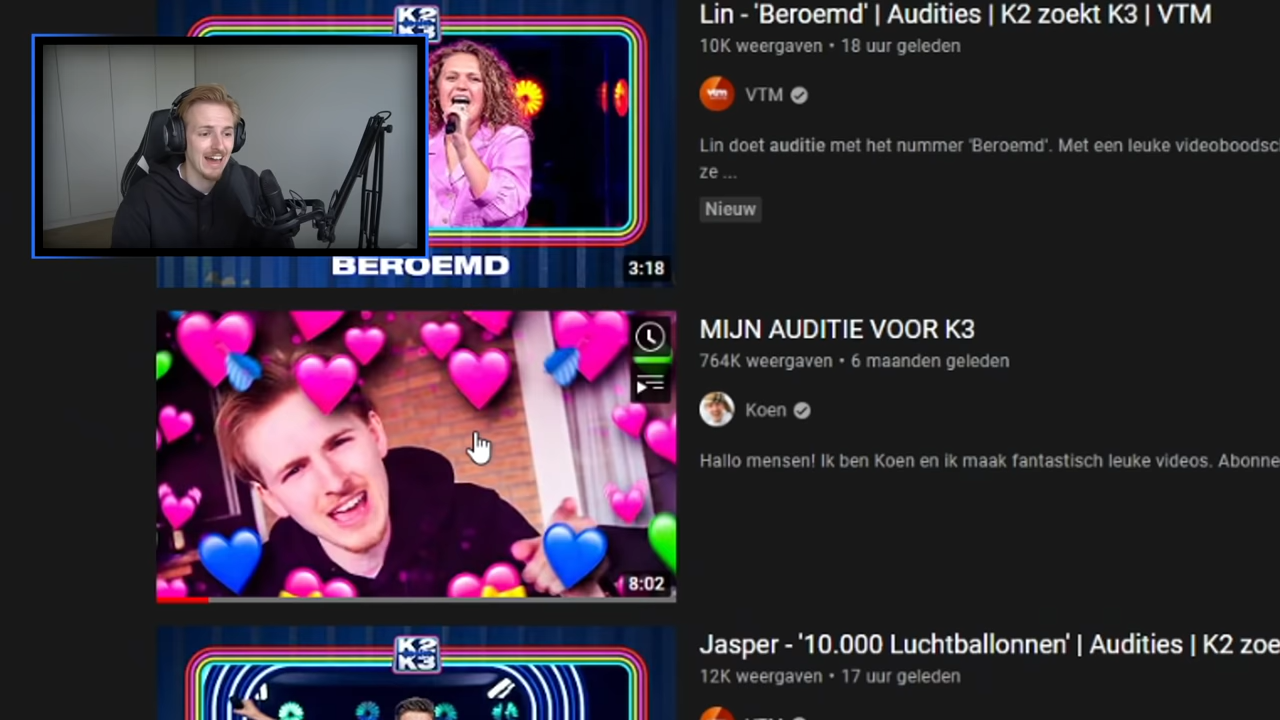 K2
K3
Lin - 'Beroemd' | Audities | K2 zoekt K3 | VTM
10K weergaven • 18 uur geleden
vtm
VTM
Lin doet auditie met het nummer 'Beroemd'. Met een leuke videoboodsc
ze ...
Nieuw
BEROEMD
3:18
MIJN AUDITIE VOOR K3
764K weergaven • 6 maanden geleden
Koen
Hallo mensen! Ik ben Koen en ik maak fantastisch leuke videos. Abonne
8:02
K2
K3
Jasper - '10.000 Luchtballonnen' | Audities | K2 zoe
12K weergaven • 17 uur geleden